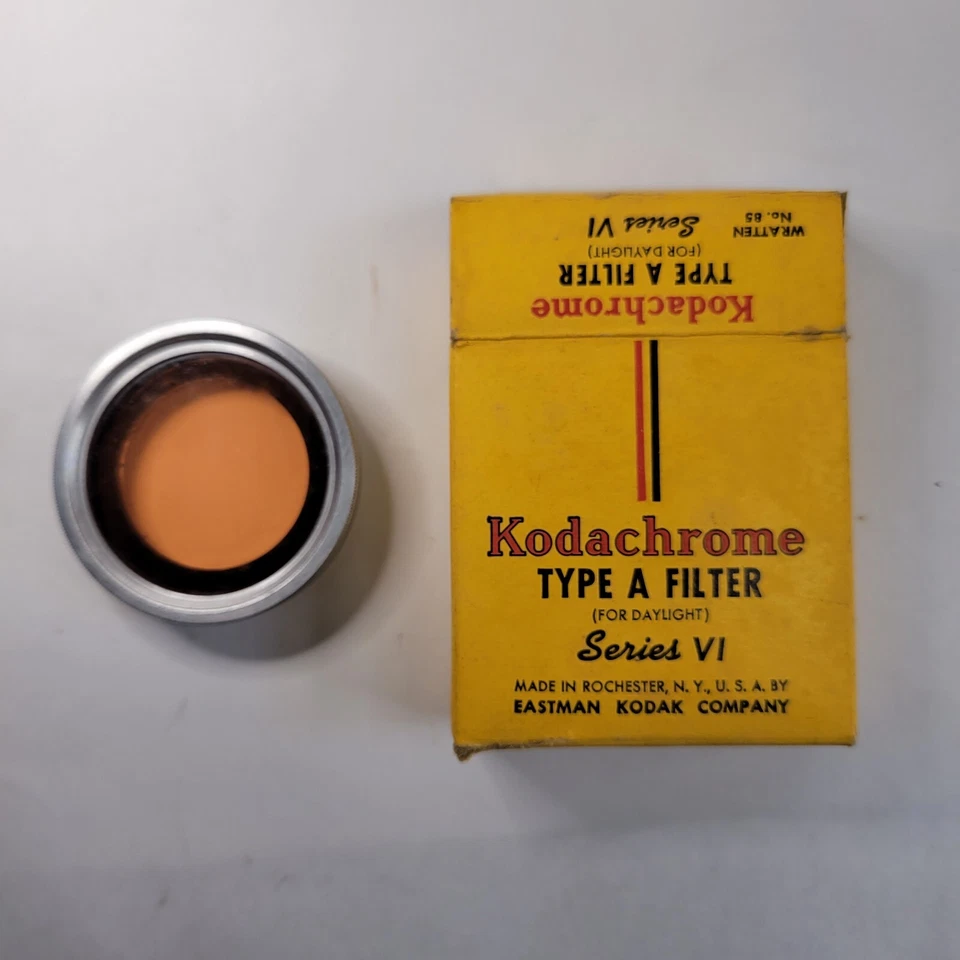 WRATTEN
No. 85
Kodachrome
TYPE A FILTER
(FOR DAYLIGHT)
Series VI
Kodachrome
TYPE A FILTER
(FOR DAYLIGHT)
Series VI
MADE IN ROCHESTER, N. Y., U. S. A. BY
EASTMAN KODAK COMPANY